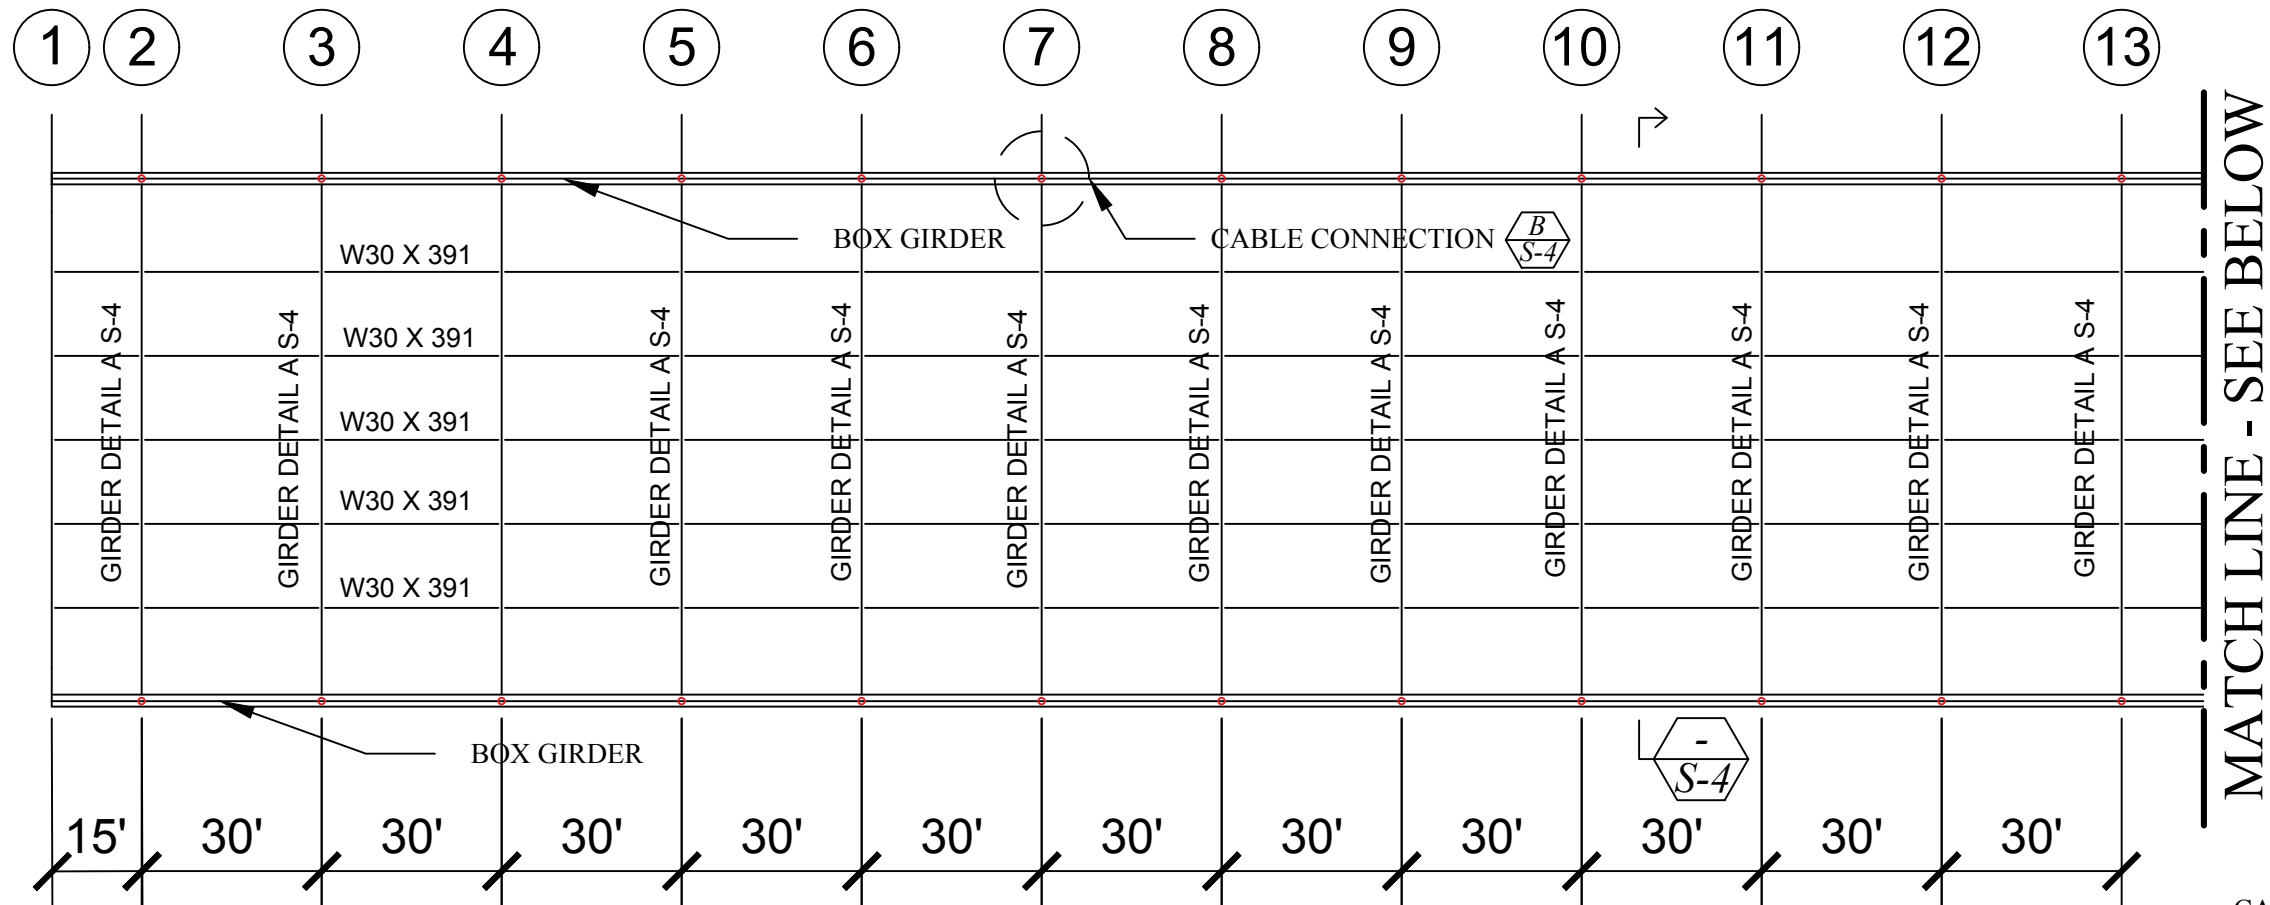 1 2 3 4 5 6 7 8 9 10 11 12 13
BOX GIRDER
CABLE CONNECTION
B
S-4
W30 X 391
W30 X 391
W30 X 391
W30 X 391
W30 X 391
GIRDER DETAIL A S-4
GIRDER DETAIL A S-4
GIRDER DETAIL A S-4
GIRDER DETAIL A S-4
GIRDER DETAIL A S-4
GIRDER DETAIL A S-4
GIRDER DETAIL A S-4
GIRDER DETAIL A S-4
GIRDER DETAIL A S-4
GIRDER DETAIL A S-4
GIRDER DETAIL A S-4
MATCH LINE - SEE BELOW
BOX GIRDER
-
S-4
15' 30' 30' 30' 30' 30' 30' 30' 30' 30' 30' 30'